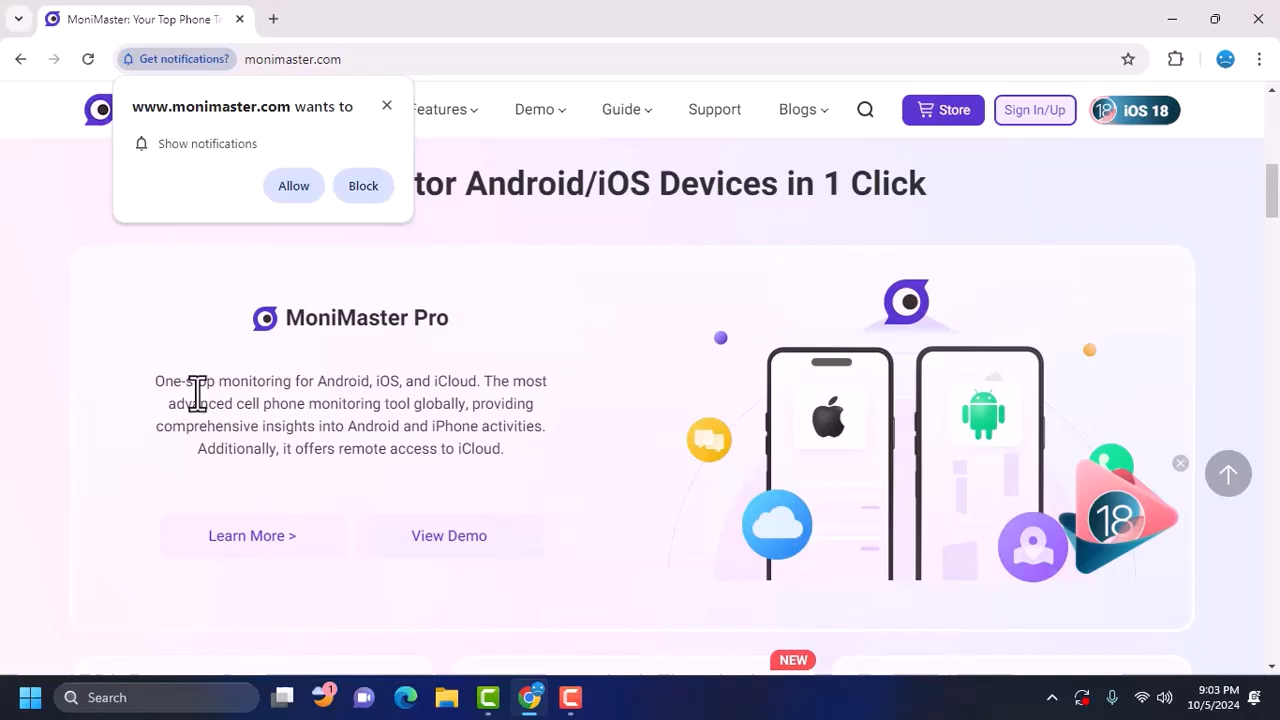 MoniMaster: Your Top Phone Tr
Get notifications?
monimaster.com
www.monimaster.com wants to
Show notifications
Allow
Block
Features
Demo
Guide
Support
Blogs
Store
Sign In/Up
18 iOS 18
tor Android/iOS Devices in 1 Click
MoniMaster Pro
One-stop monitoring for Android, iOS, and iCloud. The most
advanced cell phone monitoring tool globally, providing
comprehensive insights into Android and iPhone activities.
Additionally, it offers remote access to iCloud.
Learn More >
View Demo
18
NEW
Search
1
9:03 PM
10/5/2024